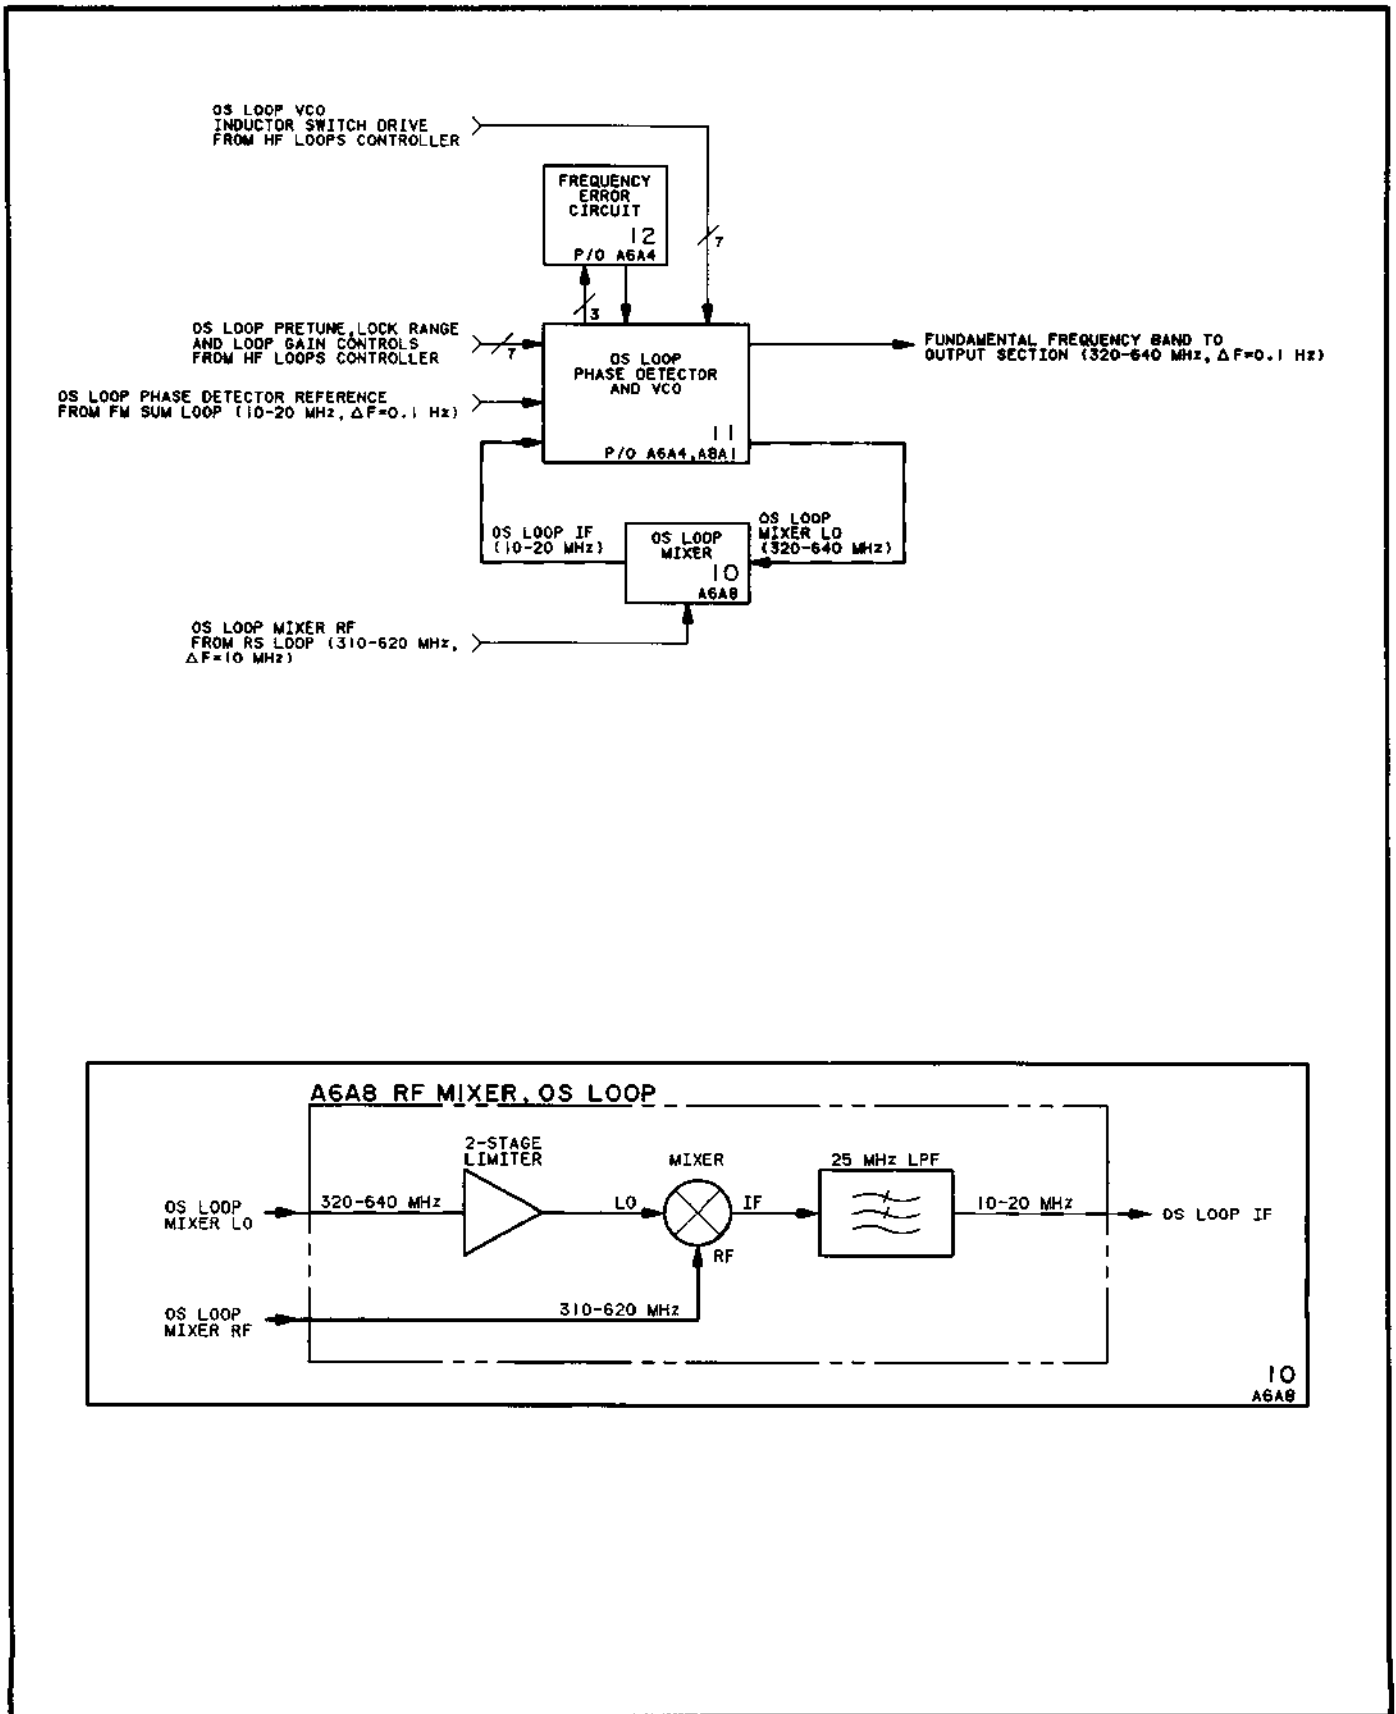 OS LOOP VCO
INDUCTOR SWITCH DRIVE
FROM HF LOOPS CONTROLLER
FREQUENCY
ERROR
CIRCUIT
12
P/O A6A4
7
3
OS LOOP PRETUNE, LOCK RANGE
AND LOOP GAIN CONTROLS
FROM HF LOOPS CONTROLLER
7
OS LOOP PHASE DETECTOR REFERENCE
FROM FM SUM LOOP (10-20 MHz, ΔF=0.1 Hz)
OS LOOP
PHASE DETECTOR
AND VCO
11
P/O A6A4, A8A1
FUNDAMENTAL FREQUENCY BAND TO
OUTPUT SECTION (320-640 MHz, ΔF=0.1 Hz)
OS LOOP IF
(10-20 MHz)
OS LOOP
MIXER
10
A6A8
OS LOOP
MIXER LO
(320-640 MHz)
OS LOOP MIXER RF
FROM RS LOOP (310-620 MHz,
ΔF=10 MHz)
A6A8 RF MIXER, OS LOOP
2-STAGE
LIMITER
MIXER
25 MHz LPF
OS LOOP
MIXER LO
320-640 MHz
LO
IF
RF
10-20 MHz
OS LOOP IF
OS LOOP
MIXER RF
310-620 MHz
10
A6A8